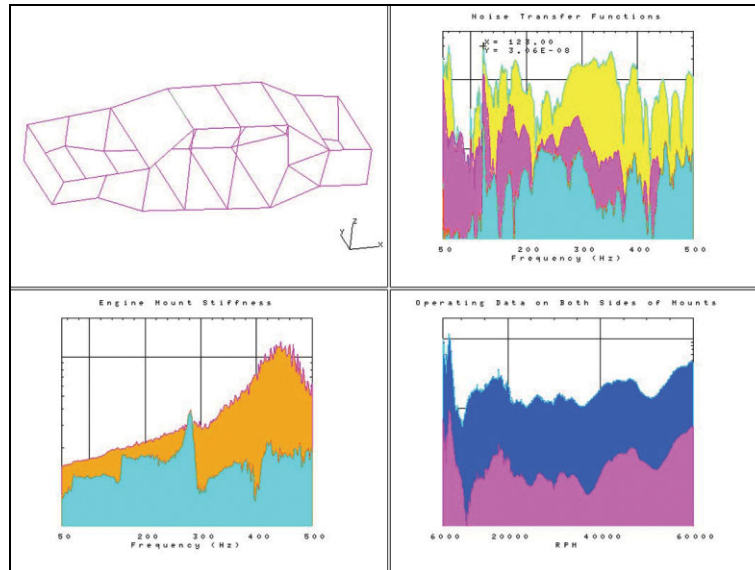 Noise Transfer Functions
X= 123.00
Y= 3.06E-08
50 200 300 400 500
Frequency (Hz)
Z
Y
X
Engine Mount Stiffness
50 200 300 400 500
Frequency (Hz)
Operating Data on Both Sides of Mounts
6000 20000 40000 60000
RPM